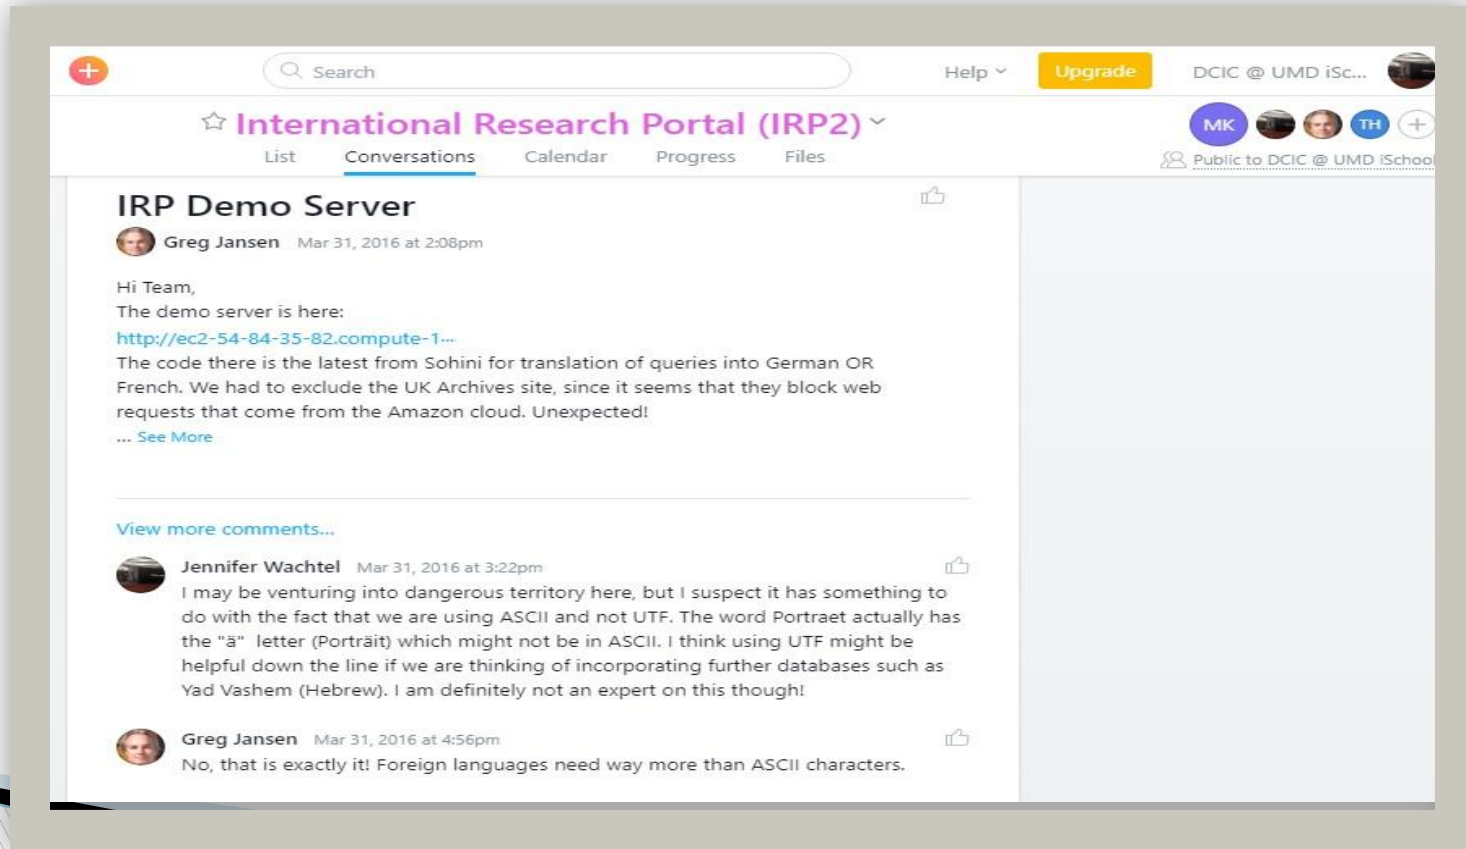 Search
Help
Upgrade
DCIC @ UMD iSc...
International Research Portal (IRP2)
MK
TH
List Conversations Calendar Progress Files
Public to DCIC @ UMD iSchool
IRP Demo Server
Greg Jansen Mar 31, 2016 at 2:08pm
Hi Team,
The demo server is here:
http://ec2-54-84-35-82.compute-1...
The code there is the latest from Sohini for translation of queries into German OR
French. We had to exclude the UK Archives site, since it seems that they block web
requests that come from the Amazon cloud. Unexpected!
... See More
View more comments...
Jennifer Wachtel Mar 31, 2016 at 3:22pm
I may be venturing into dangerous territory here, but I suspect it has something to
do with the fact that we are using ASCII and not UTF. The word Portraet actually has
the "ä" letter (Porträit) which might not be in ASCII. I think using UTF might be
helpful down the line if we are thinking of incorporating further databases such as
Yad Vashem (Hebrew). I am definitely not an expert on this though!
Greg Jansen Mar 31, 2016 at 4:56pm
No, that is exactly it! Foreign languages need way more than ASCII characters.